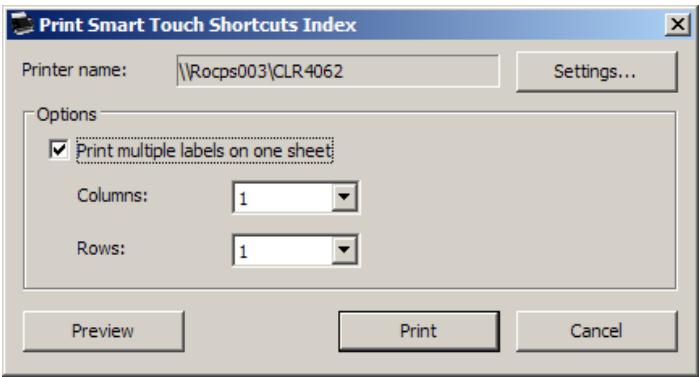 Print Smart Touch Shortcuts Index
Printer name: \\Rocps003\CLR4062 Settings...
Options
Print multiple labels on one sheet
Columns: 1
Rows: 1
Preview Print Cancel